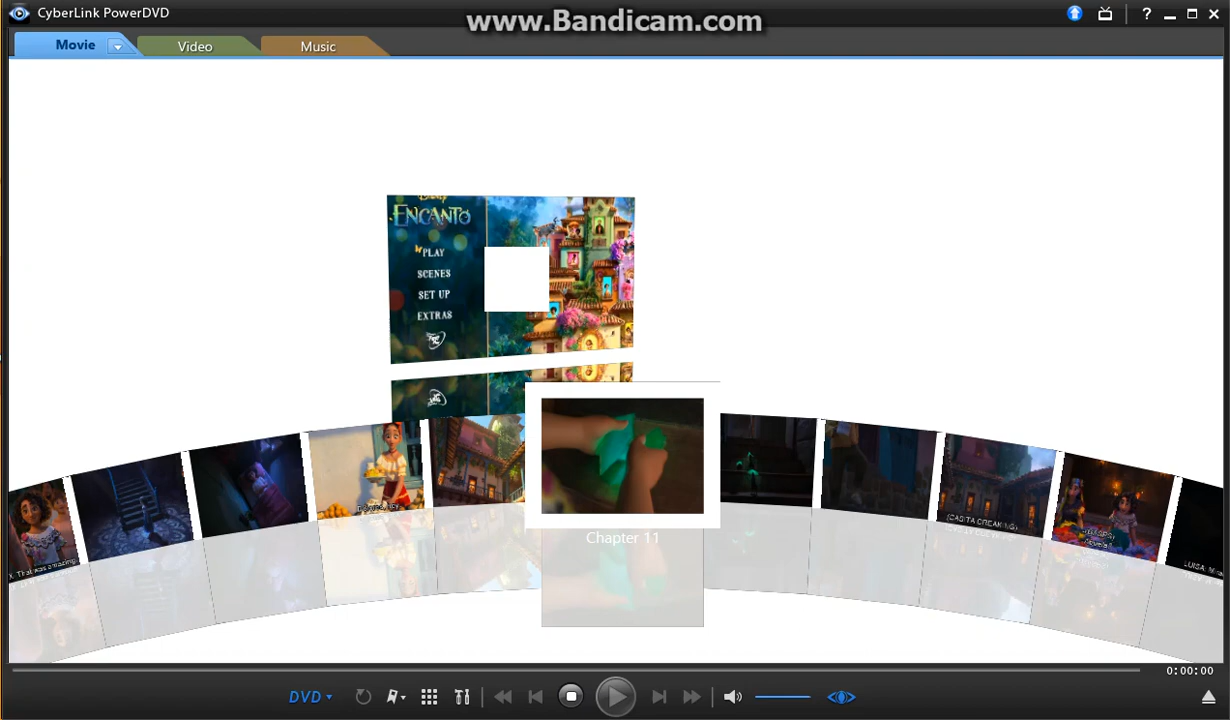 CyberLink PowerDVD
www.Bandicam.com
?
Movie
Video
Music
Disney
ENCANTO
PLAY
SCENES
SET UP
EXTRAS
(CASITA CREAKING)
Chapter 11
0:00:00
DVD